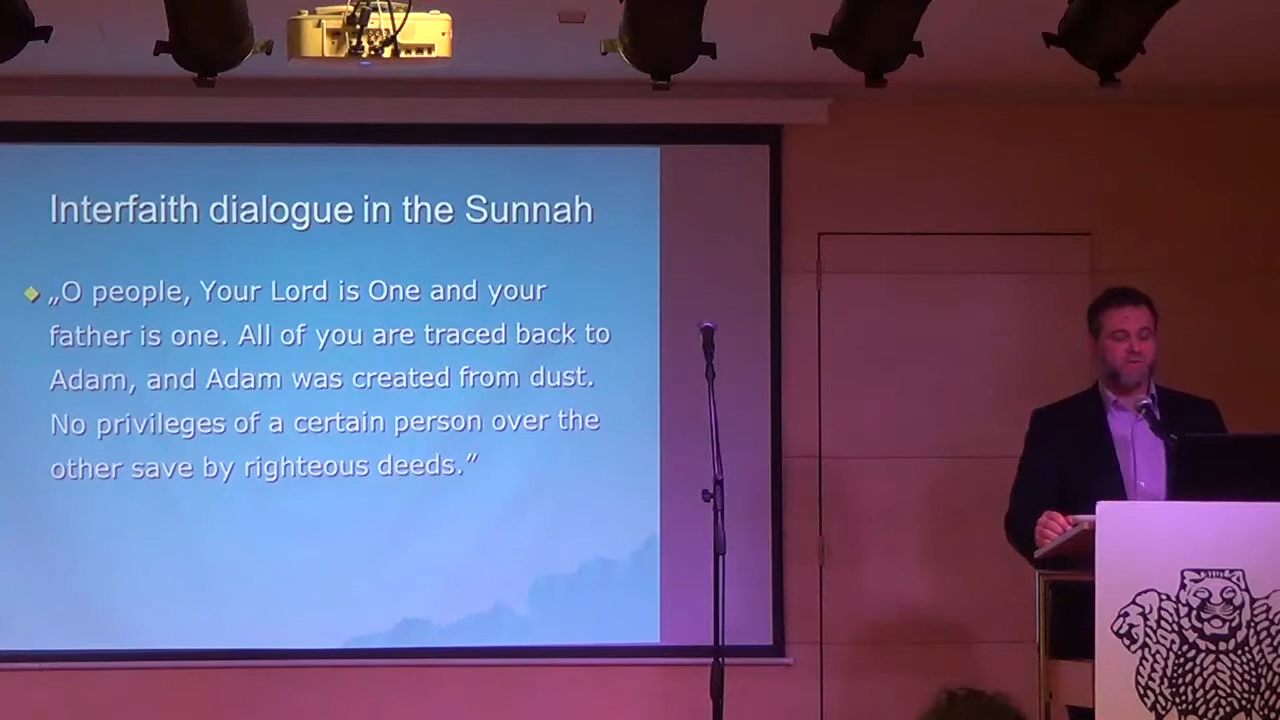 Interfaith dialogue in the Sunnah
„O people, Your Lord is One and your
father is one. All of you are traced back to
Adam, and Adam was created from dust.
No privileges of a certain person over the
other save by righteous deeds.”